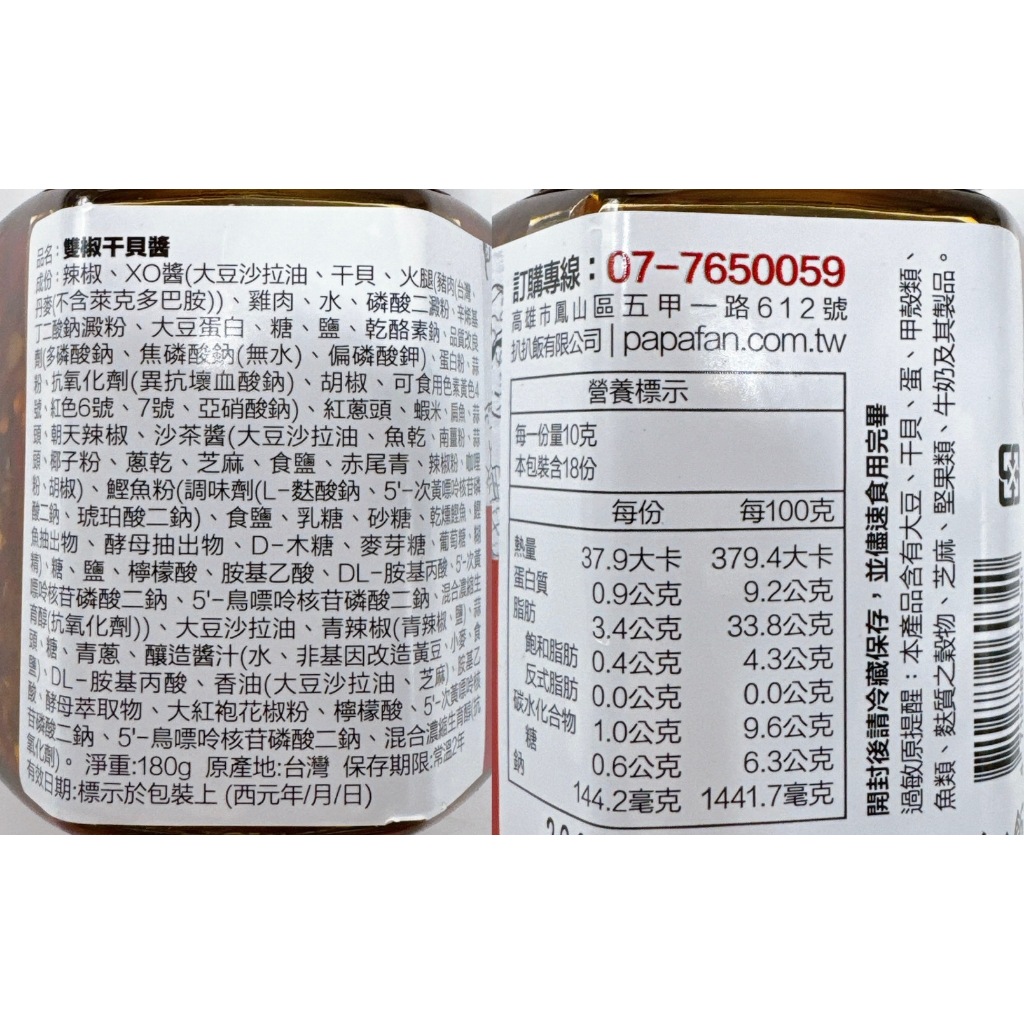 品名:雙椒干貝醬
成份:辣椒、XO醬(大豆沙拉油、干貝、火腿(豬肉(台灣、
丹麥(不含萊克多巴胺))、雞肉、水、磷酸二澱粉、辛烯基
丁二酸鈉澱粉、大豆蛋白、糖、鹽、乾酪素鈉、品質改良
劑(多磷酸鈉、焦磷酸鈉(無水)、偏磷酸鉀)、蛋白粉、蒜
粉、抗氧化劑(異抗壞血酸鈉)、胡椒、可食用色素黃色4
號、紅色6號、7號、亞硝酸鈉)、紅蔥頭、蝦米、扁魚、蒜
頭、朝天辣椒、沙茶醬(大豆沙拉油、魚乾、南薑粉、蒜
頭、椰子粉、蔥乾、芝麻、食鹽、赤尾青、辣椒粉、咖哩
粉、胡椒)、鰹魚粉(調味劑(L-麩酸鈉、5'-次黃嘌呤核苷磷
酸二鈉、琥珀酸二鈉)、食鹽、乳糖、砂糖、乾燥鰹魚、鰹
魚抽出物、酵母抽出物、D-木糖、麥芽糖、葡萄糖、糊
精)、糖、鹽、檸檬酸、胺基乙酸、DL-胺基丙酸、5'-次黃
嘌呤核苷磷酸二鈉、5'-鳥嘌呤核苷磷酸二鈉、混合濃縮生
育醇(抗氧化劑))、大豆沙拉油、青辣椒(青辣椒、鹽)、蒜
頭、糖、青蔥、釀造醬汁(水、非基因改造黃豆、小麥、食
鹽)、DL-胺基丙酸、香油(大豆沙拉油、芝麻)、胺基乙
酸、酵母萃取物、大紅袍花椒粉、檸檬酸、5'-次黃嘌呤核
苷磷酸二鈉、5'-鳥嘌呤核苷磷酸二鈉、混合濃縮生育醇(抗
氧化劑)。 淨重:180g 原產地:台灣 保存期限:常溫2年
有效日期:標示於包裝上 (西元年/月/日)
訂購專線:07-7650059
高雄市鳳山區五甲一路612號
扒扒飯有限公司 | papafan.com.tw
營養標示
每一份量10克
本包裝含18份
每份 每100克
熱量 37.9大卡 379.4大卡
蛋白質 0.9公克 9.2公克
脂肪 3.4公克 33.8公克
飽和脂肪 0.4公克 4.3公克
反式脂肪 0.0公克 0.0公克
碳水化合物 1.0公克 9.6公克
糖 0.6公克 6.3公克
鈉 144.2毫克 1441.7毫克
開封後請冷藏保存,並儘速食用完畢
過敏原提醒:本產品含有大豆、干貝、蛋、甲殼類、
魚類、麩質之穀物、芝麻、堅果類、牛奶及其製品。